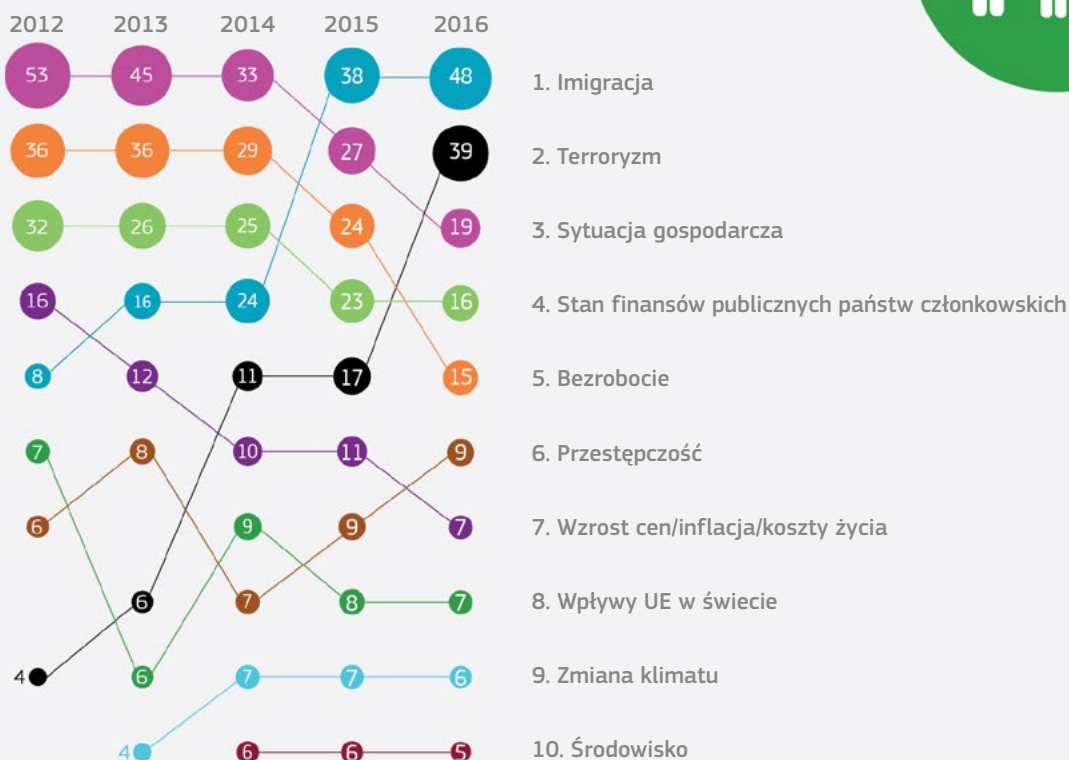 2012 2013 2014 2015 2016
53 45 33 38 48 1. Imigracja
36 36 29 27 39 2. Terroryzm
32 26 25 24 19 3. Sytuacja gospodarcza
16 16 24 23 16 4. Stan finansów publicznych państw członkowskich
8 12 11 17 15 5. Bezrobocie
7 8 10 11 9 6. Przestępczość
6 9 9 7 7. Wzrost cen/inflacja/koszty życia
6 7 8 7 8. Wpływy UE w świecie
4 6 7 7 6 9. Zmiana klimatu
4 6 6 5 10. Środowisko